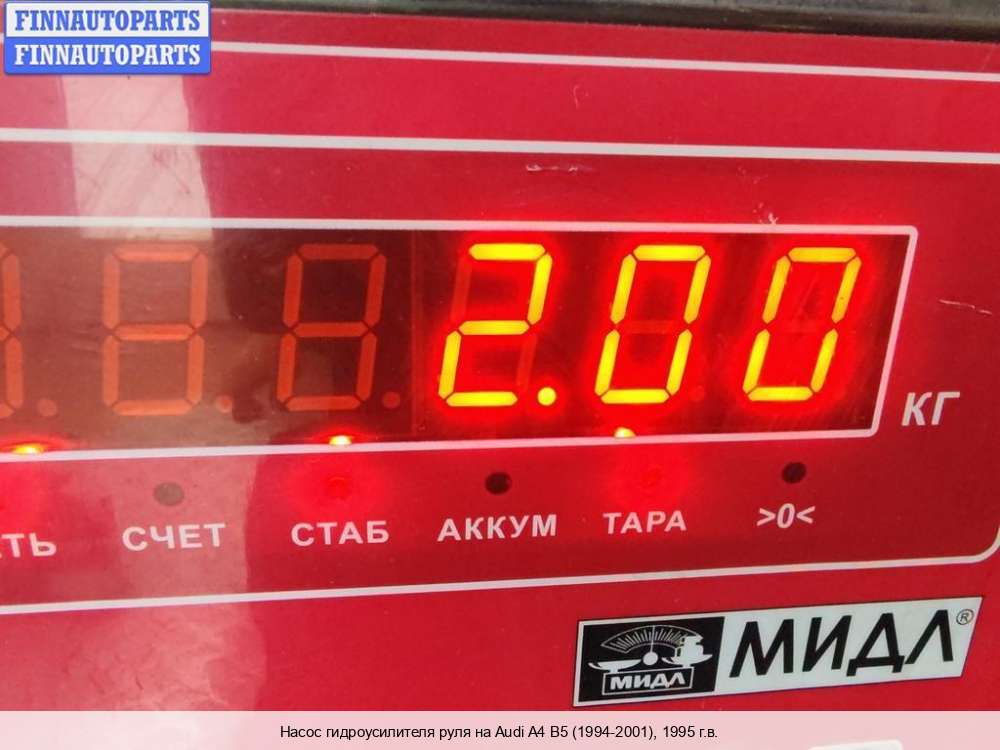 FINNAUTOPARTS
FINNAUTOPARTS
2.00
КГ
СЧЕТ СТАБ АККУМ ТАРА >0<
МИДЛ МИДЛ®
Насос гидроусилителя руля на Audi A4 B5 (1994-2001), 1995 г.в.